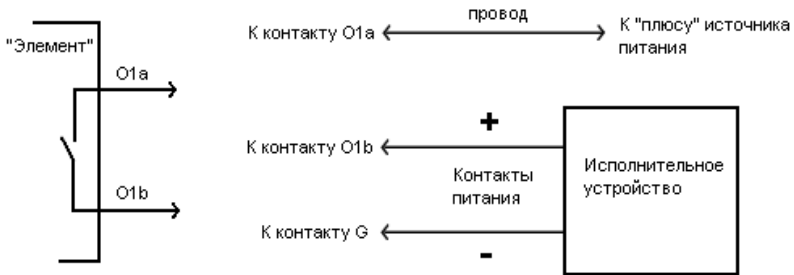 "Элемент"
O1a
O1b
К контакту O1a
провод
К "плюсу" источника
питания
К контакту O1b
+
Контакты
питания
К контакту G
-
Исполнительное
устройство